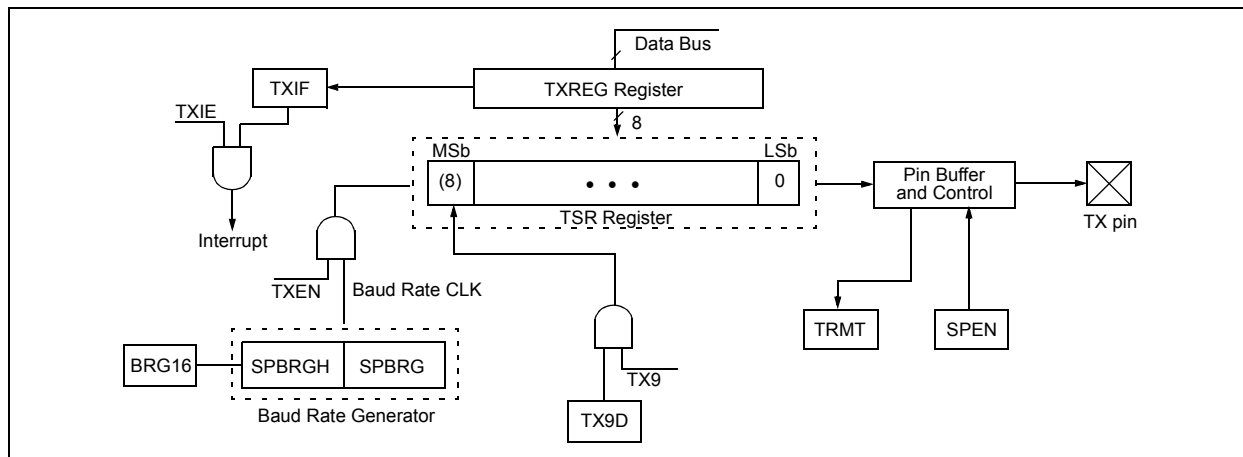 Data Bus
TXIF
TXREG Register
TXIE
8
MSb
LSb
(8)
• • •
0
Pin Buffer
and Control
TSR Register
TX pin
Interrupt
TXEN
Baud Rate CLK
TRMT
SPEN
BRG16
SPBRGH
SPBRG
TX9
Baud Rate Generator
TX9D